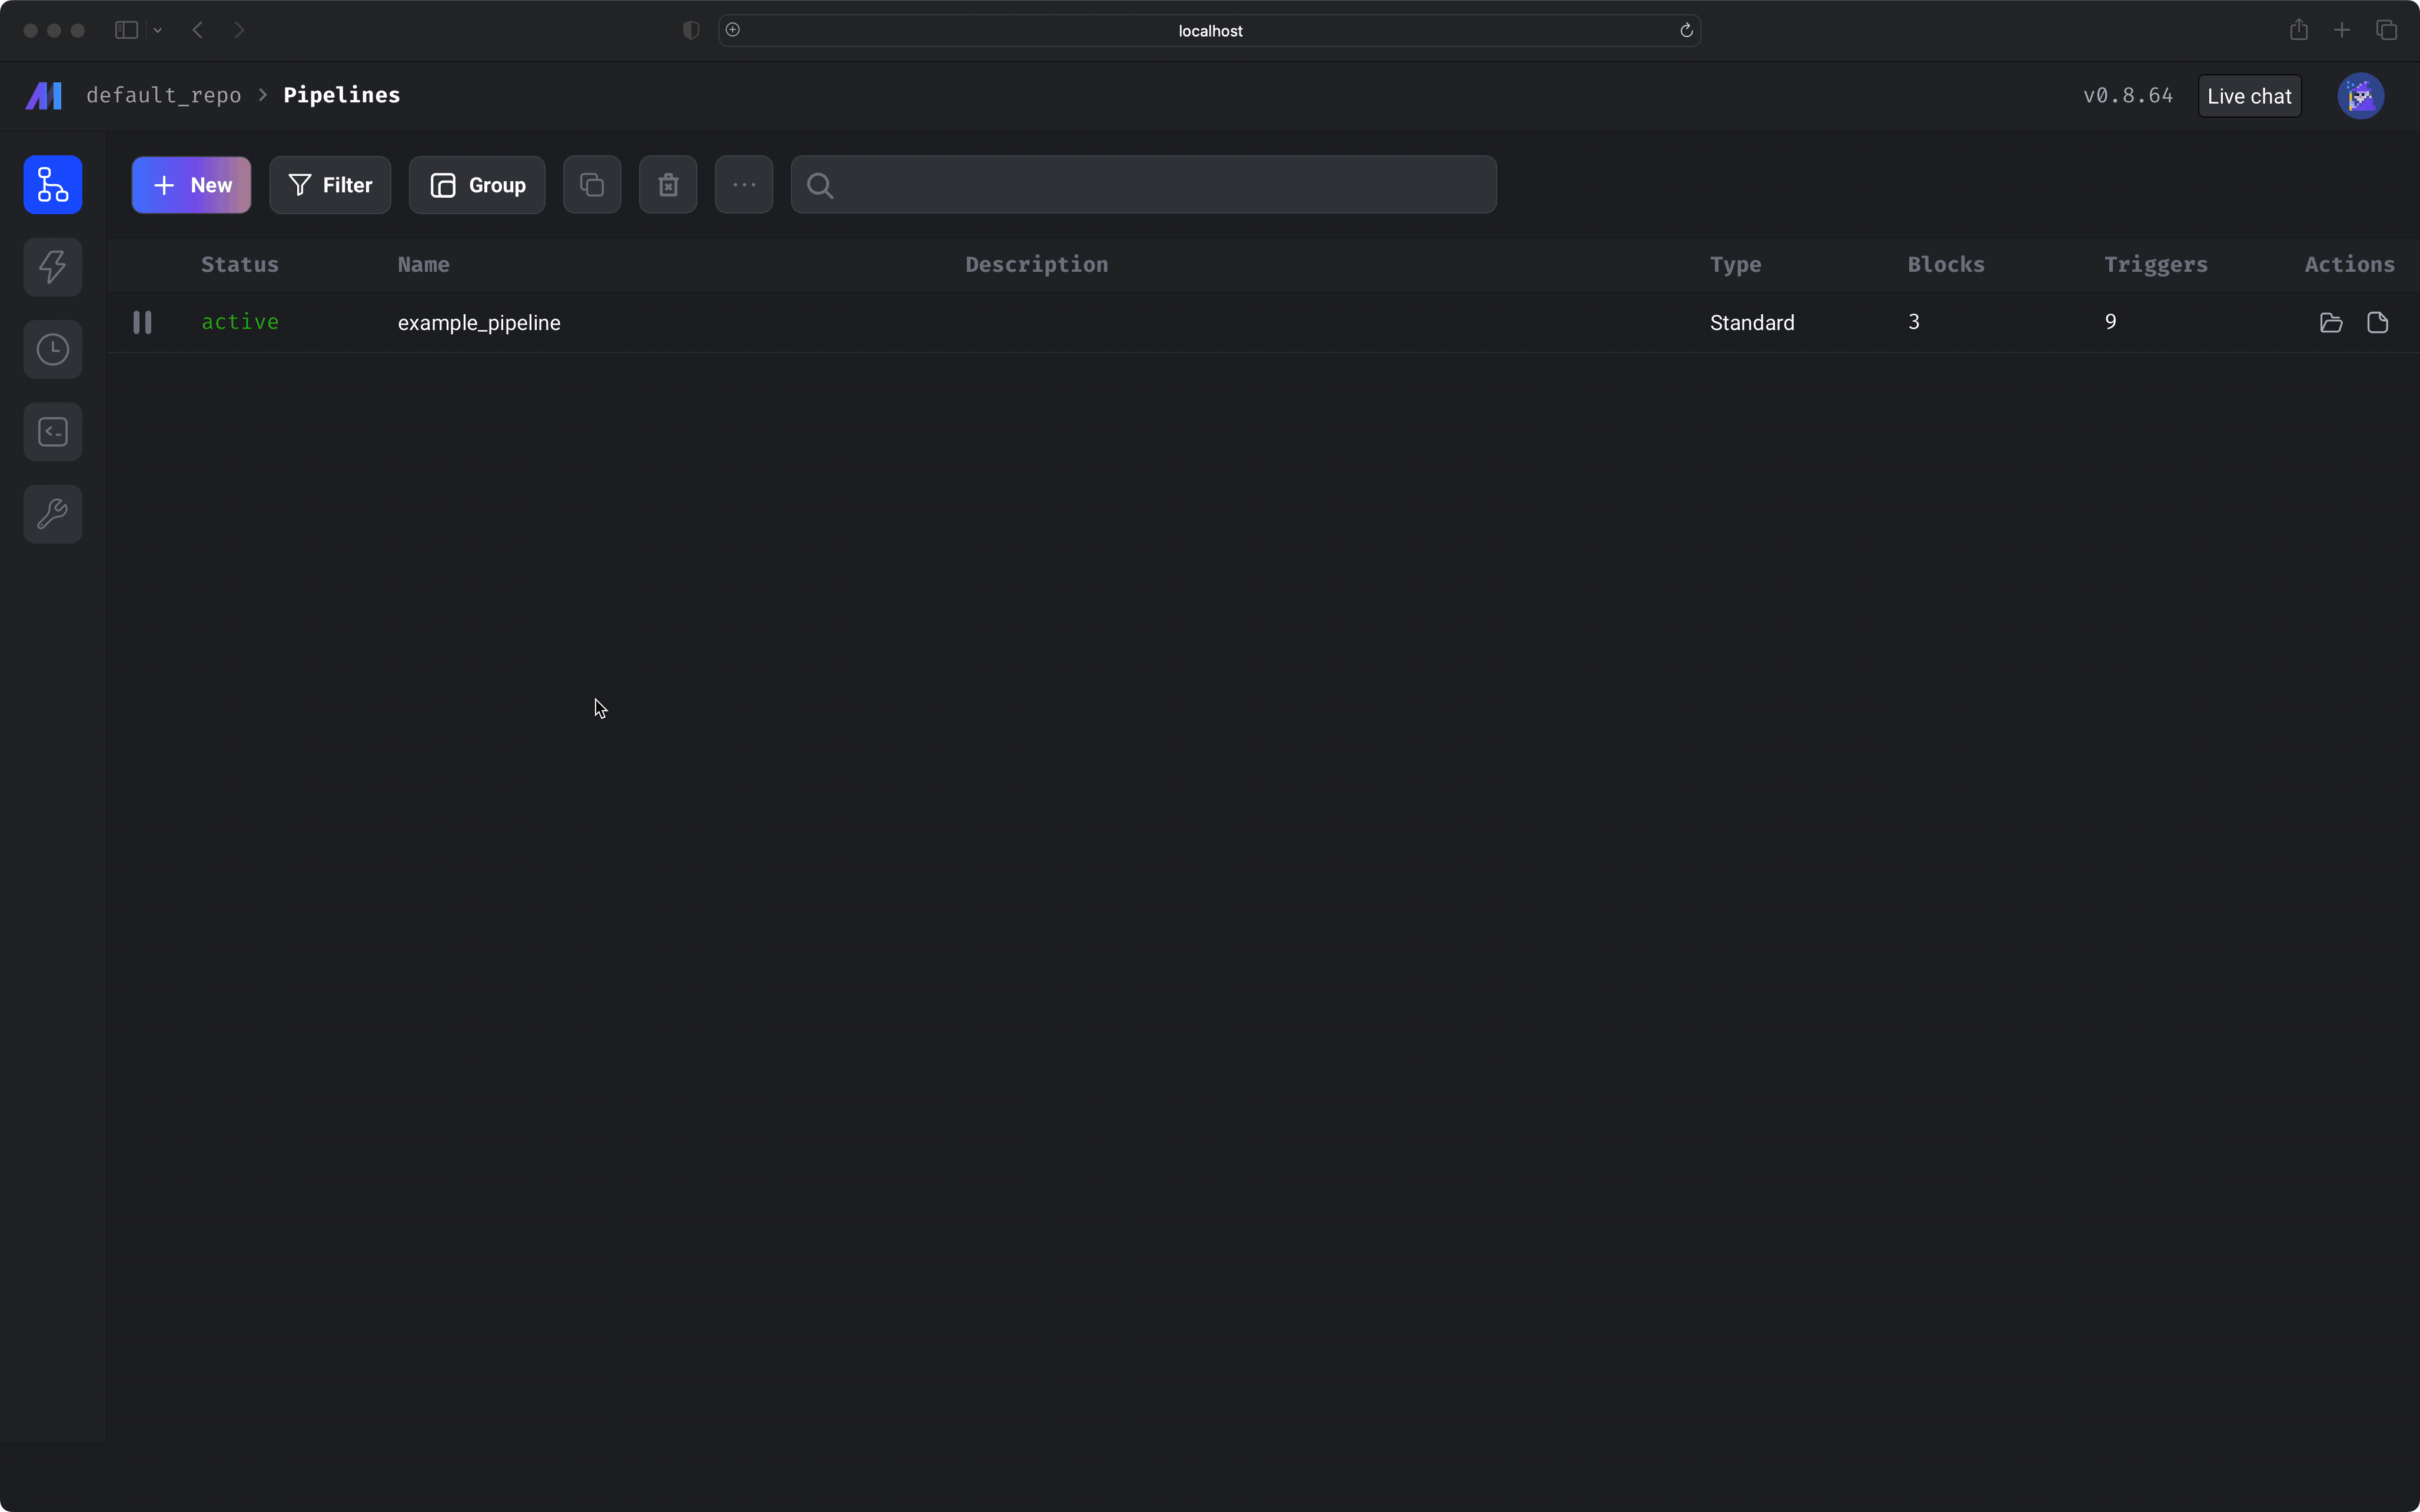 localhost
default_repo > Pipelines
v0.8.64
Live chat
New
Filter
Group
Status Name Description Type Blocks Triggers Actions
active example_pipeline Standard 3 9